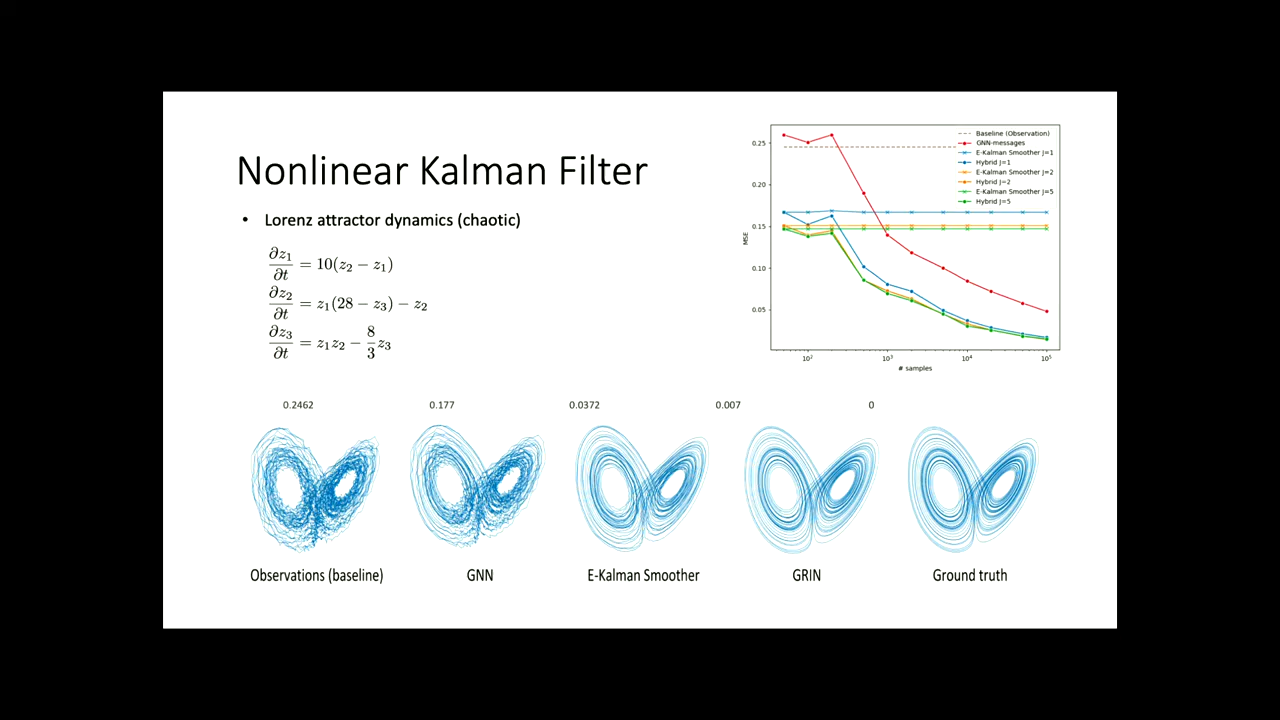 Nonlinear Kalman Filter
• Lorenz attractor dynamics (chaotic)
∂z₁/∂t = 10(z₂ − z₁)
∂z₂/∂t = z₁(28 − z₃) − z₂
∂z₃/∂t = z₁z₂ − 8/3 z₃
Baseline (Observation)
GNN-messages
E-Kalman Smoother J=1
Hybrid J=1
E-Kalman Smoother J=2
Hybrid J=2
E-Kalman Smoother J=5
Hybrid J=5
0.25
0.20
0.15
0.10
0.05
MSE
10² 10³ 10⁴ 10⁵
# samples
0.2462 0.177 0.0372 0.007 0
Observations (baseline) GNN E-Kalman Smoother GRIN Ground truth